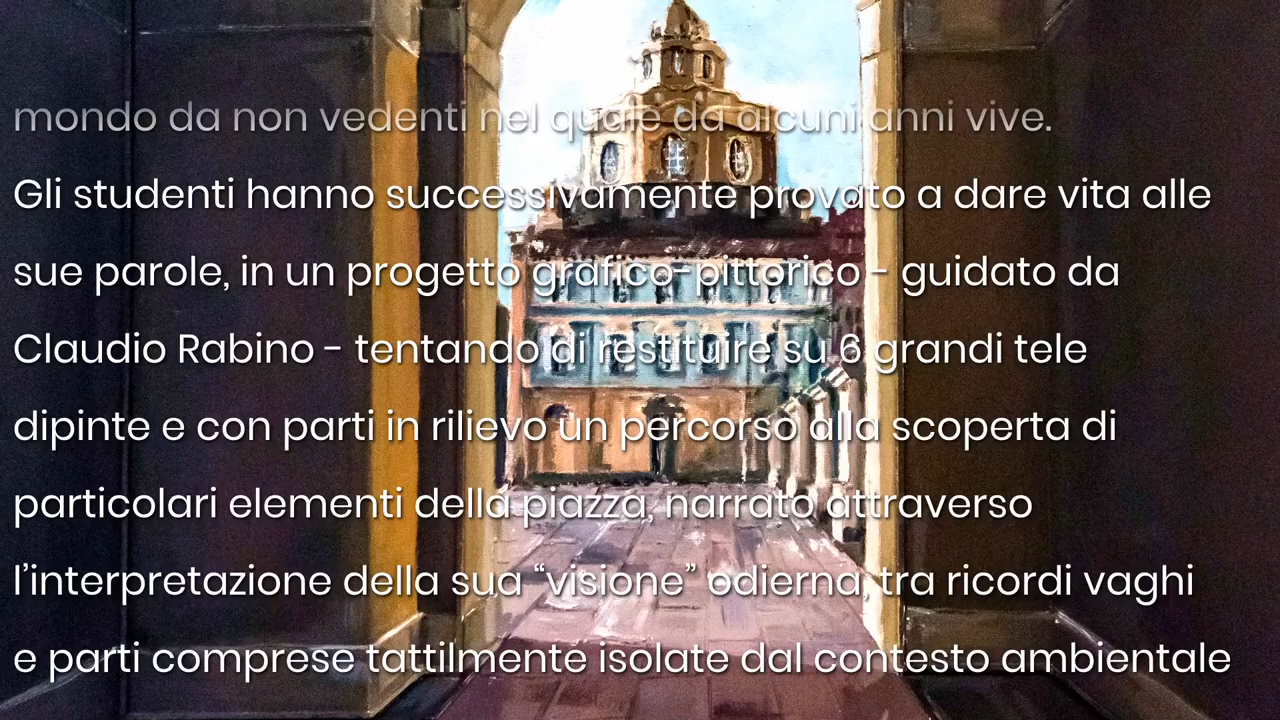 mondo da non vedenti nel quale da alcuni anni vive.
Gli studenti hanno successivamente provato a dare vita alle
sue parole, in un progetto grafico-pittorico - guidato da
Claudio Rabino - tentando di restituire su 6 grandi tele
dipinte e con parti in rilievo un percorso alla scoperta di
particolari elementi della piazza, narrato attraverso
l’interpretazione della sua “visione” odierna, tra ricordi vaghi
e parti comprese tattilmente isolate dal contesto ambientale